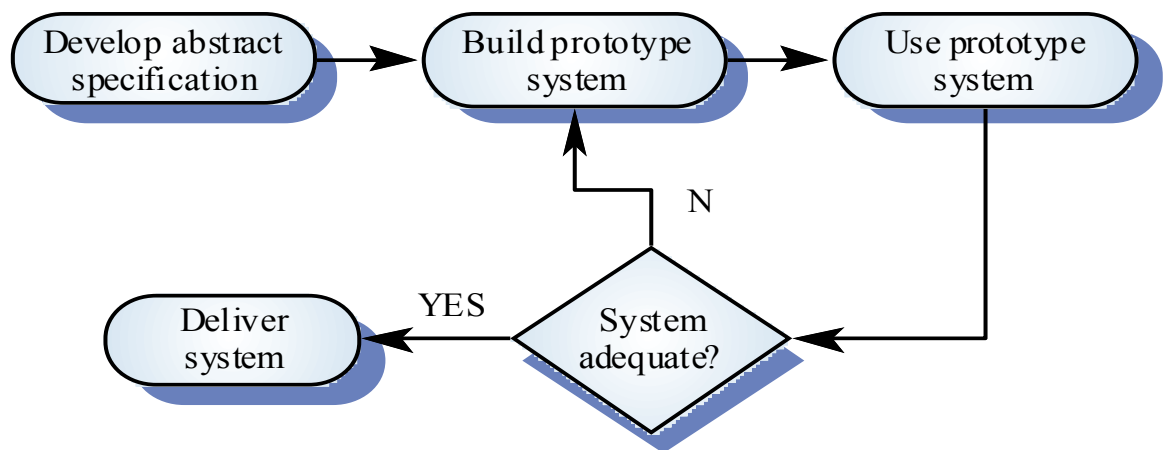 Develop abstract
specification
Build prototype
system
Use prototype
system
N
YES
Deliver
system
System
adequate?